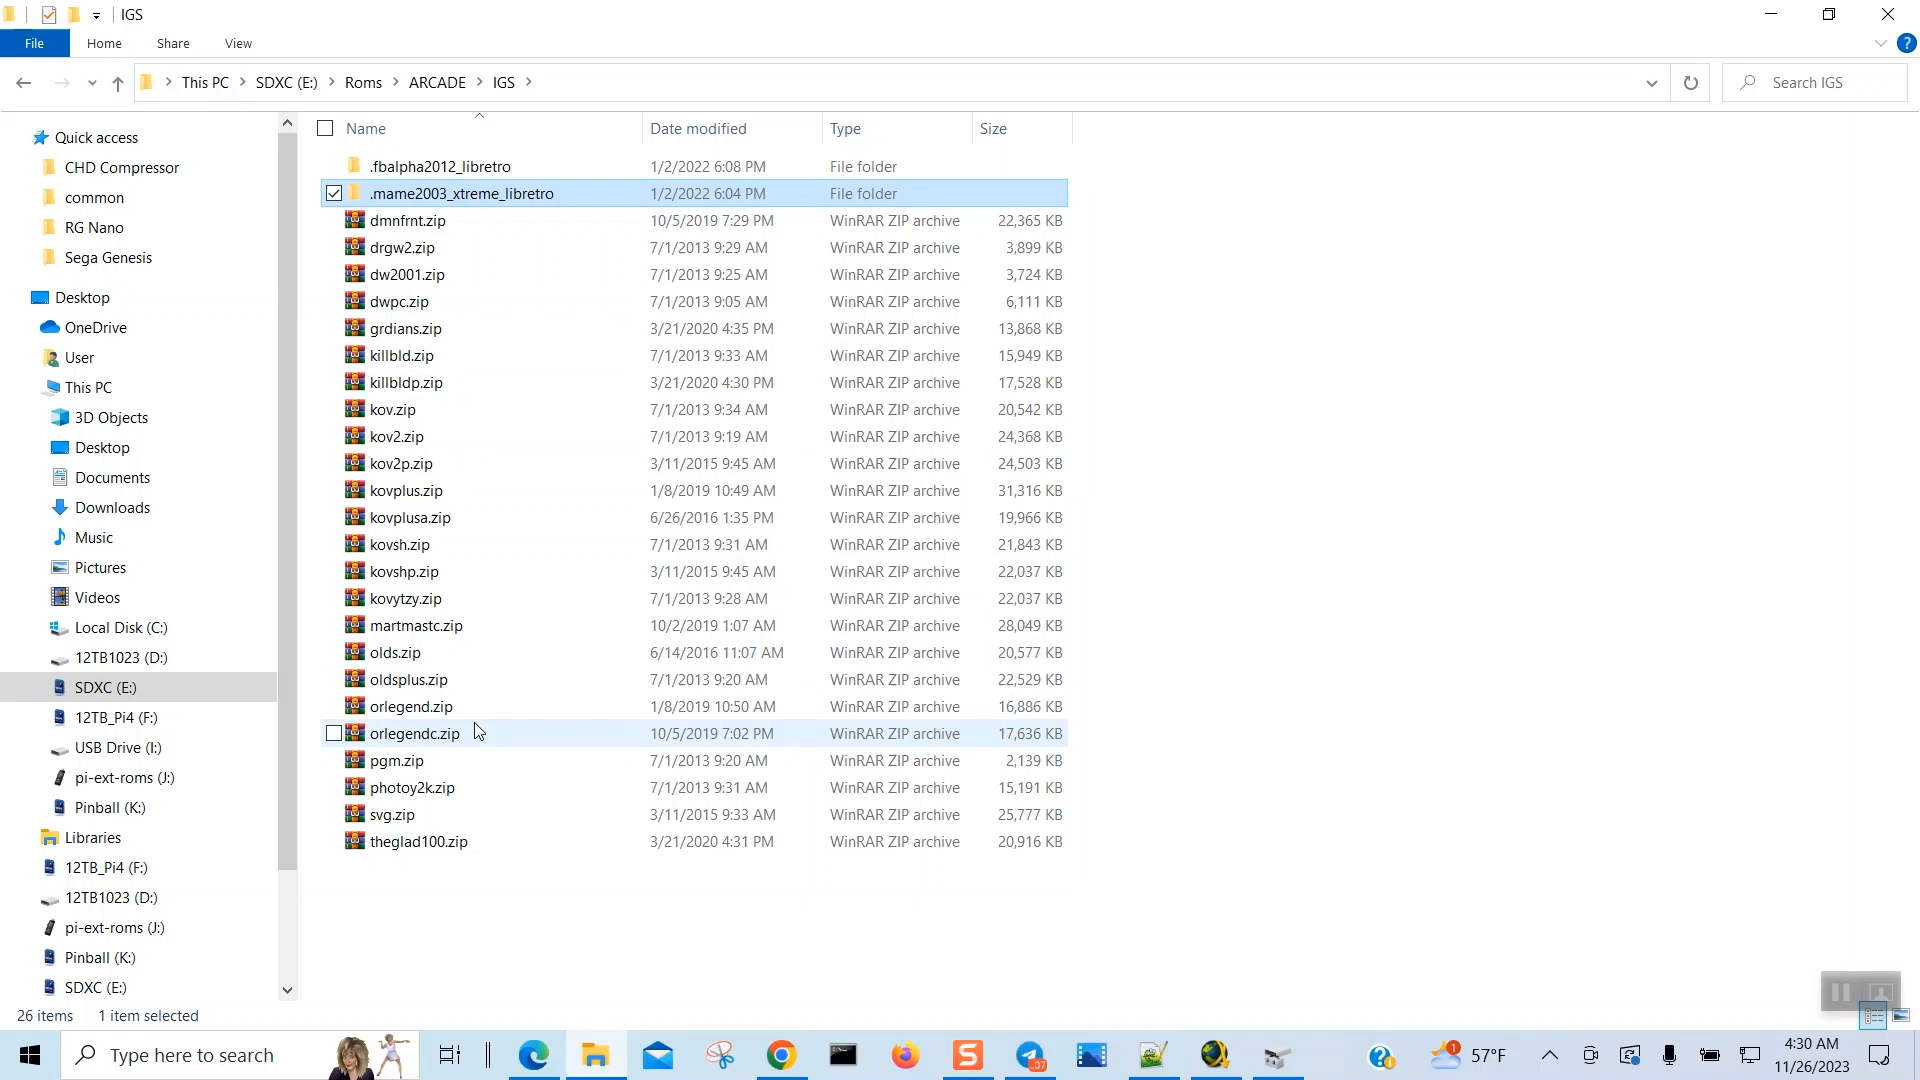 IGS
File Home Share View
This PC SDXC (E:) Roms ARCADE IGS
Search IGS
Name Date modified Type Size
.fbalpha2012_libretro 1/2/2022 6:08 PM File folder
.mame2003_xtreme_libretro 1/2/2022 6:04 PM File folder
dmnfrnt.zip 10/5/2019 7:29 PM WinRAR ZIP archive 22,365 KB
drgw2.zip 7/1/2013 9:29 AM WinRAR ZIP archive 3,899 KB
dw2001.zip 7/1/2013 9:25 AM WinRAR ZIP archive 3,724 KB
dwpc.zip 7/1/2013 9:05 AM WinRAR ZIP archive 6,111 KB
grdians.zip 3/21/2020 4:35 PM WinRAR ZIP archive 13,868 KB
killbld.zip 7/1/2013 9:33 AM WinRAR ZIP archive 15,949 KB
killbldp.zip 3/21/2020 4:30 PM WinRAR ZIP archive 17,528 KB
kov.zip 7/1/2013 9:34 AM WinRAR ZIP archive 20,542 KB
kov2.zip 7/1/2013 9:19 AM WinRAR ZIP archive 24,368 KB
kov2p.zip 3/11/2015 9:45 AM WinRAR ZIP archive 24,503 KB
kovplus.zip 1/8/2019 10:49 AM WinRAR ZIP archive 31,316 KB
kovplusa.zip 6/26/2016 1:35 PM WinRAR ZIP archive 19,966 KB
kovsh.zip 7/1/2013 9:31 AM WinRAR ZIP archive 21,843 KB
kovshp.zip 3/11/2015 9:45 AM WinRAR ZIP archive 22,037 KB
kovytzy.zip 7/1/2013 9:28 AM WinRAR ZIP archive 22,037 KB
martmastc.zip 10/2/2019 1:07 AM WinRAR ZIP archive 28,049 KB
olds.zip 6/14/2016 11:07 AM WinRAR ZIP archive 20,577 KB
oldsplus.zip 7/1/2013 9:20 AM WinRAR ZIP archive 22,529 KB
orlegend.zip 1/8/2019 10:50 AM WinRAR ZIP archive 16,886 KB
orlegendc.zip 10/5/2019 7:02 PM WinRAR ZIP archive 17,636 KB
pgm.zip 7/1/2013 9:20 AM WinRAR ZIP archive 2,139 KB
photoy2k.zip 7/1/2013 9:31 AM WinRAR ZIP archive 15,191 KB
svg.zip 3/11/2015 9:33 AM WinRAR ZIP archive 25,777 KB
theglad100.zip 3/21/2020 4:31 PM WinRAR ZIP archive 20,916 KB
Quick access
CHD Compressor
common
RG Nano
Sega Genesis
Desktop
OneDrive
User
This PC
3D Objects
Desktop
Documents
Downloads
Music
Pictures
Videos
Local Disk (C:)
12TB1023 (D:)
SDXC (E:)
12TB_Pi4 (F:)
USB Drive (I:)
pi-ext-roms (J:)
Pinball (K:)
Libraries
12TB_Pi4 (F:)
12TB1023 (D:)
pi-ext-roms (J:)
Pinball (K:)
SDXC (E:)
26 items 1 item selected
Type here to search
57°F
4:30 AM
11/26/2023